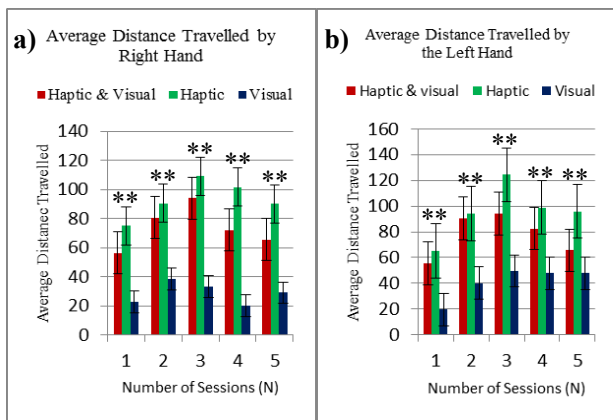 a)
Average Distance Travelled by
Right Hand
Haptic & Visual Haptic Visual
Average Distanec Travelled
140
120
100
80
60
40
20
0
** ** ** ** **
1 2 3 4 5
Number of Sessions (N)
b)
Average Distance Travelled by
the Left Hand
Haptic & visual Haptic Visual
Average Distance Travelled
160
140
120
100
80
60
40
20
0
** ** ** ** **
1 2 3 4 5
Number of Sessions (N)